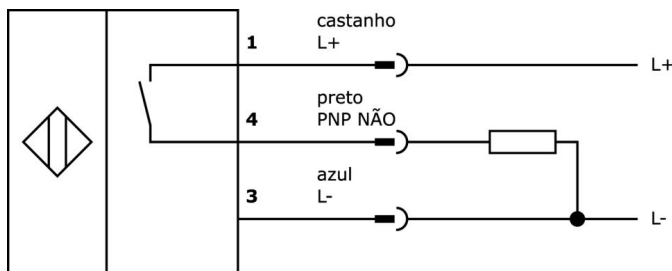 castanho
1 L+ L+
preto
4 PNP NÃO
azul
3 L- L-